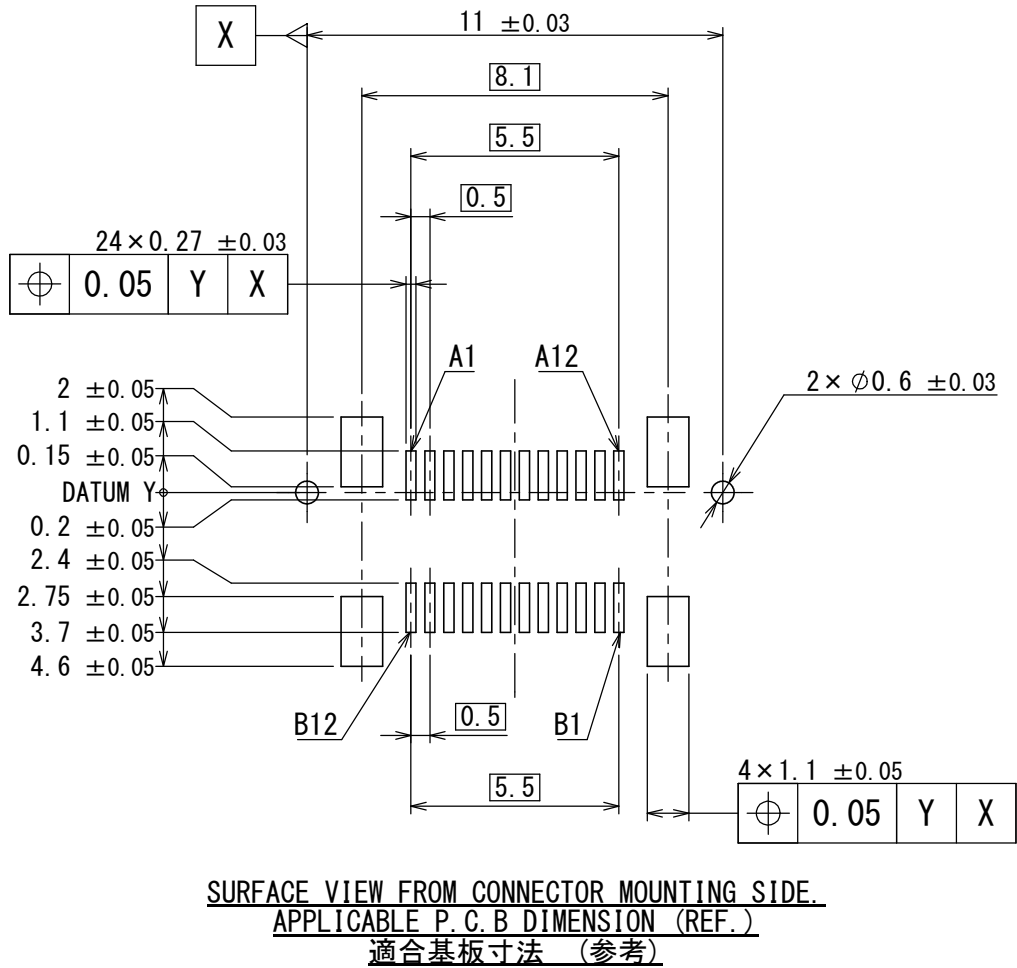 X
11 ±0.03
8.1
5.5
0.5
24×0.27 ±0.03
⌖ 0.05 Y X
A1
A12
2× ∅0.6 ±0.03
2 ±0.05
1.1 ±0.05
0.15 ±0.05
DATUM Y
0.2 ±0.05
2.4 ±0.05
2.75 ±0.05
3.7 ±0.05
4.6 ±0.05
B12
0.5
B1
5.5
4×1.1 ±0.05
⌖ 0.05 Y X
SURFACE VIEW FROM CONNECTOR MOUNTING SIDE.
APPLICABLE P.C.B DIMENSION (REF.)
適合基板寸法 (参考)